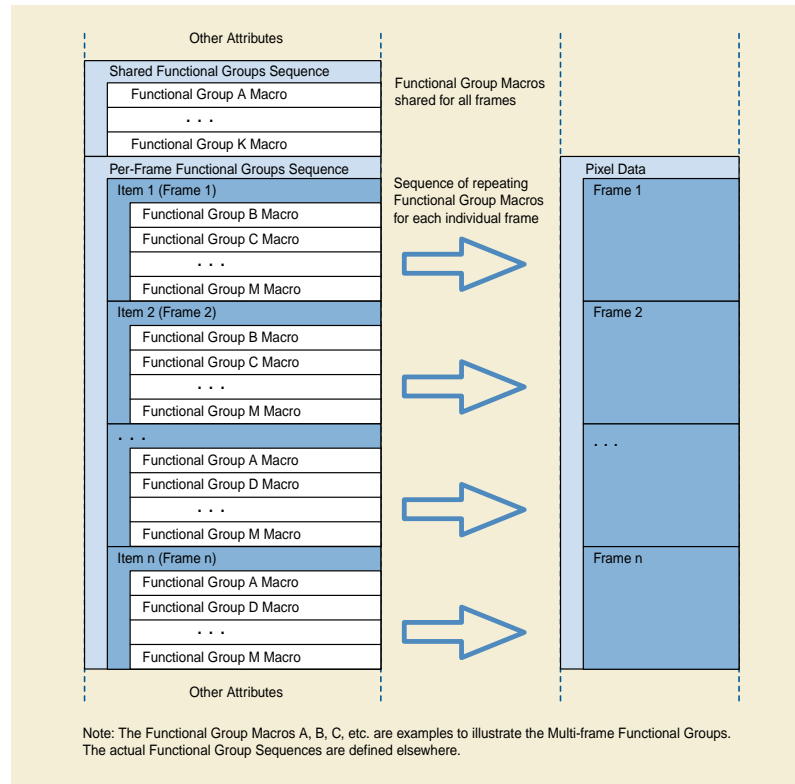 Other Attributes
Shared Functional Groups Sequence
Functional Group A Macro
. . .
Functional Group K Macro
Functional Group Macros
shared for all frames
Per-Frame Functional Groups Sequence
Item 1 (Frame 1)
Functional Group B Macro
Functional Group C Macro
. . .
Functional Group M Macro
Sequence of repeating
Functional Group Macros
for each individual frame
Pixel Data
Frame 1
Item 2 (Frame 2)
Functional Group B Macro
Functional Group C Macro
. . .
Functional Group M Macro
Frame 2
. . .
Functional Group A Macro
Functional Group D Macro
. . .
Functional Group M Macro
. . .
Item n (Frame n)
Functional Group A Macro
Functional Group D Macro
. . .
Functional Group M Macro
Frame n
Other Attributes
Note: The Functional Group Macros A, B, C, etc. are examples to illustrate the Multi-frame Functional Groups.
The actual Functional Group Sequences are defined elsewhere.